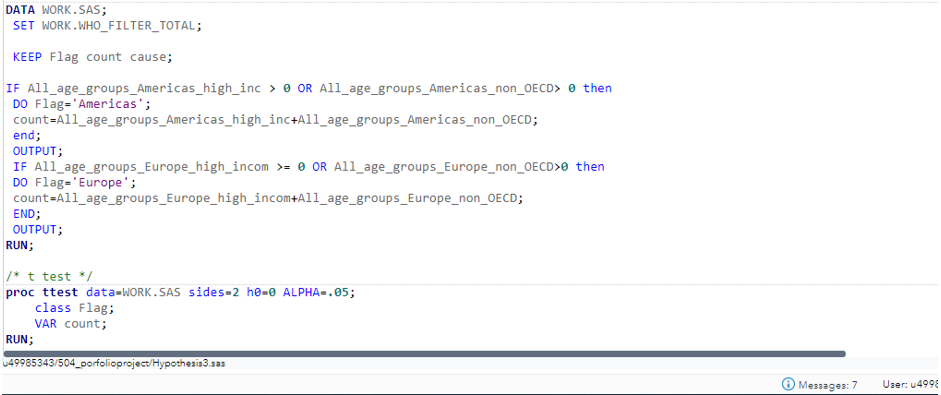 DATA WORK.SAS;
SET WORK.WHO_FILTER_TOTAL;
KEEP Flag count cause;
IF All_age_groups_Americas_high_inc > 0 OR All_age_groups_Americas_non_OECD> 0 then
DO Flag='Americas';
count=All_age_groups_Americas_high_inc+All_age_groups_Americas_non_OECD;
end;
OUTPUT;
IF All_age_groups_Europe_high_incom >= 0 OR All_age_groups_Europe_non_OECD>0 then
DO Flag='Europe';
count=All_age_groups_Europe_high_incom+All_age_groups_Europe_non_OECD;
END;
OUTPUT;
RUN;
/* t test */
proc ttest data=WORK.SAS sides=2 h0=0 ALPHA=.05;
class Flag;
VAR count;
RUN;
u49985343/504_porfolioproject/Hypothesis3.sas
Messages: 7 User: u4998